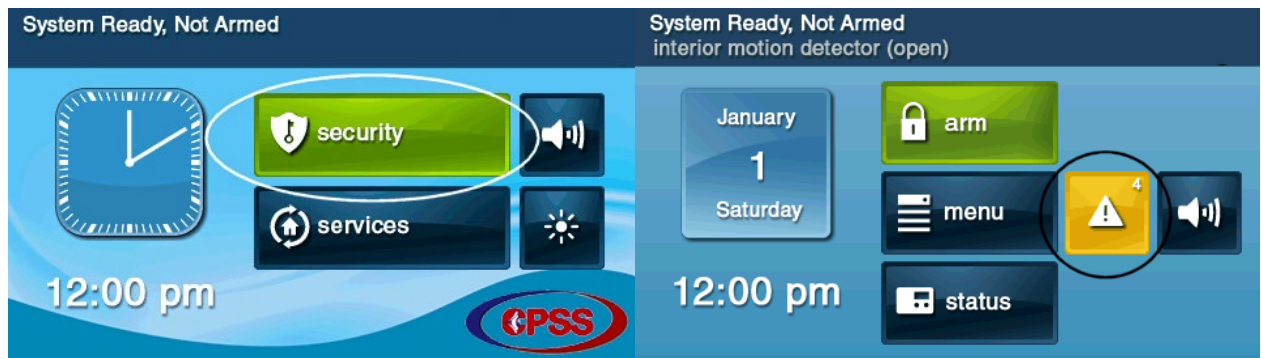 System Ready, Not Armed
security
services
12:00 pm
CPSS
System Ready, Not Armed
interior motion detector (open)
January
1
Saturday
arm
4
menu
12:00 pm
status